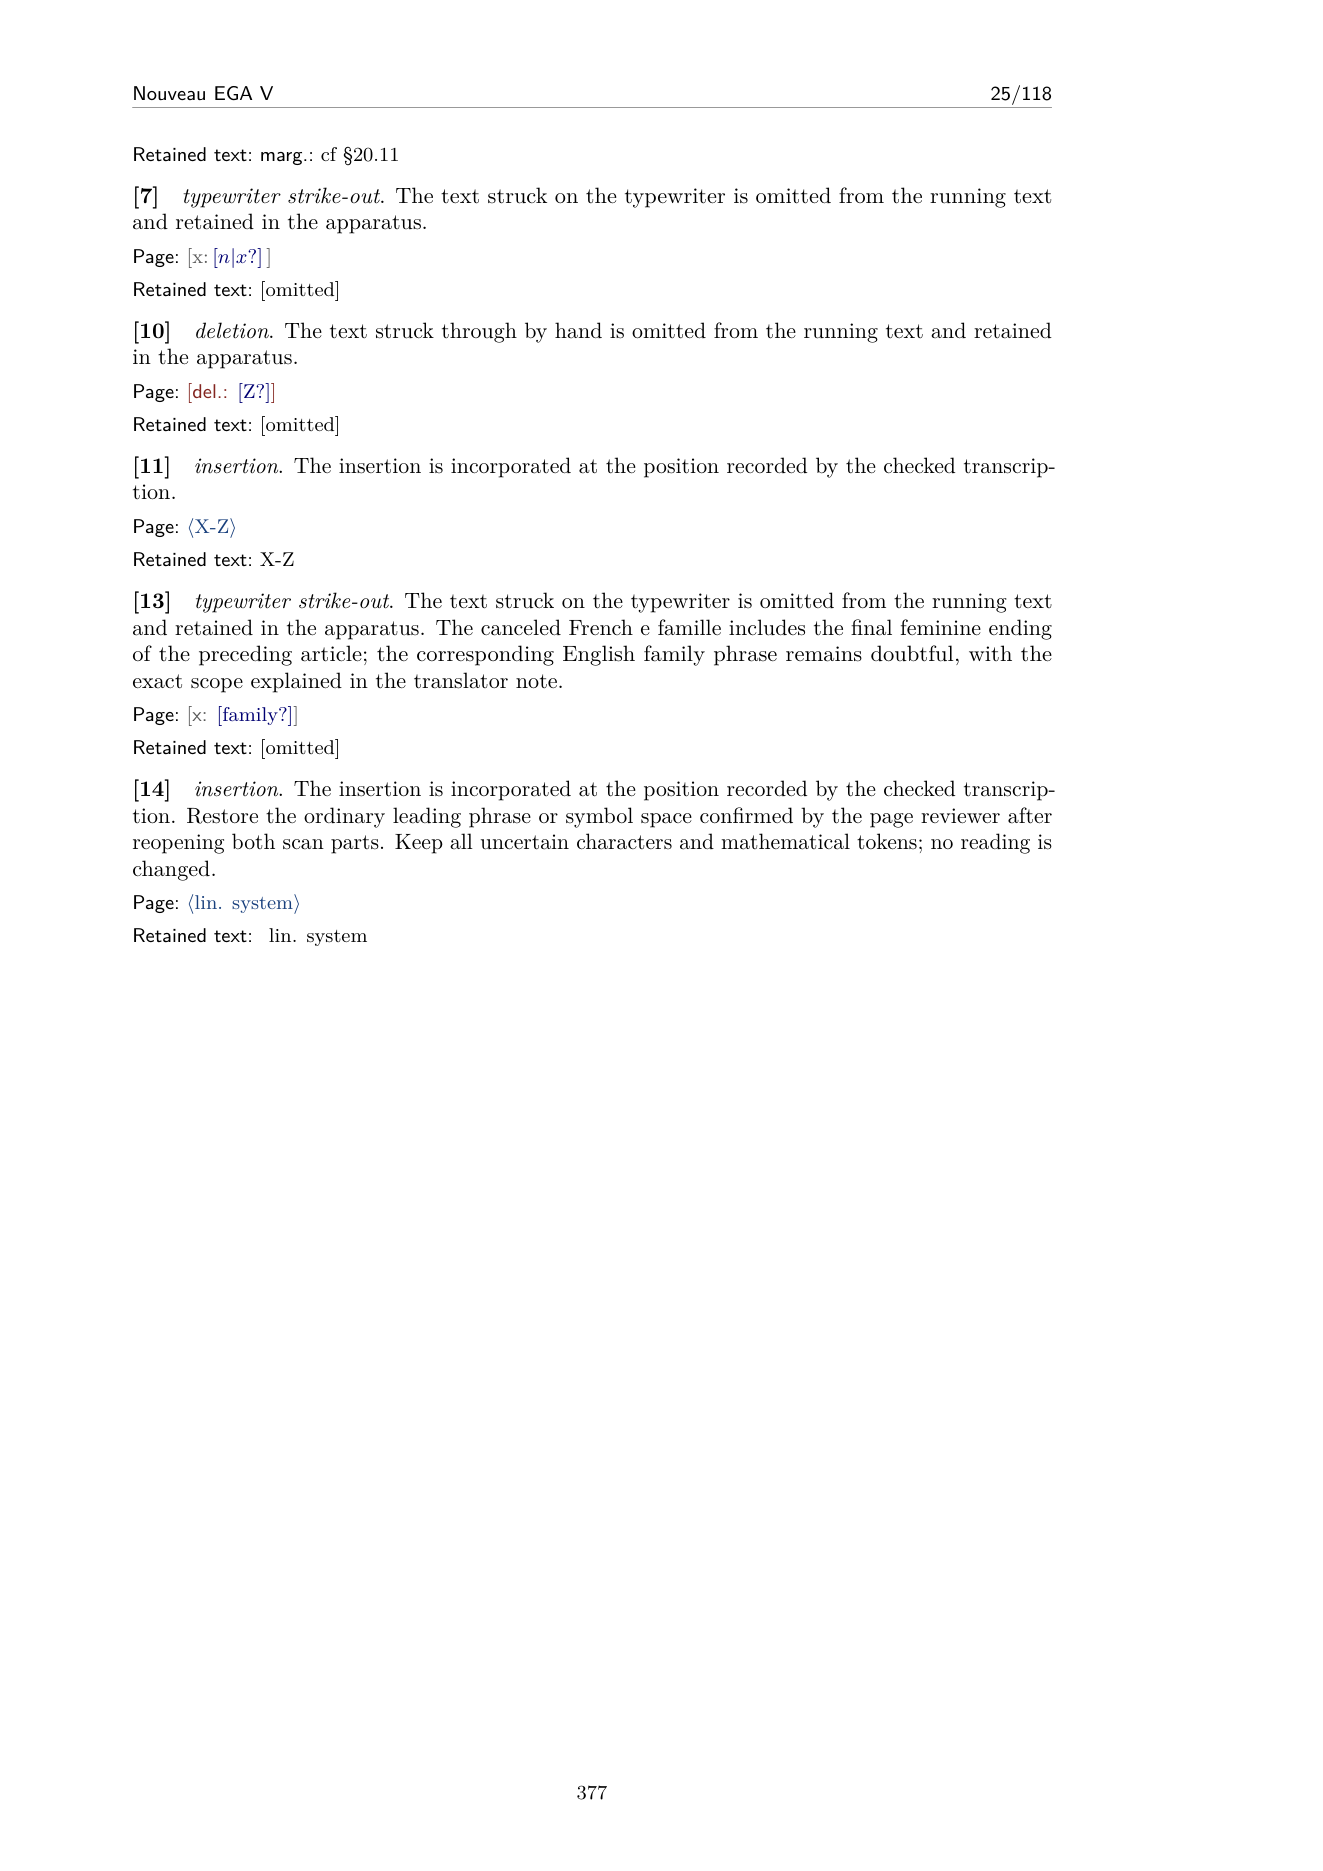 Nouveau EGA V 25/118
Retained text: marg.: cf §20.11
[7] typewriter strike-out. The text struck on the typewriter is omitted from the running text
and retained in the apparatus.
Page: [x: [n|x?] ]
Retained text: [omitted]
[10] deletion. The text struck through by hand is omitted from the running text and retained
in the apparatus.
Page: [del.: [Z?]]
Retained text: [omitted]
[11] insertion. The insertion is incorporated at the position recorded by the checked transcrip-
tion.
Page: ⟨X-Z⟩
Retained text: X-Z
[13] typewriter strike-out. The text struck on the typewriter is omitted from the running text
and retained in the apparatus. The canceled French e famille includes the final feminine ending
of the preceding article; the corresponding English family phrase remains doubtful, with the
exact scope explained in the translator note.
Page: [x: [family?]]
Retained text: [omitted]
[14] insertion. The insertion is incorporated at the position recorded by the checked transcrip-
tion. Restore the ordinary leading phrase or symbol space confirmed by the page reviewer after
reopening both scan parts. Keep all uncertain characters and mathematical tokens; no reading is
changed.
Page: ⟨lin. system⟩
Retained text: lin. system
377